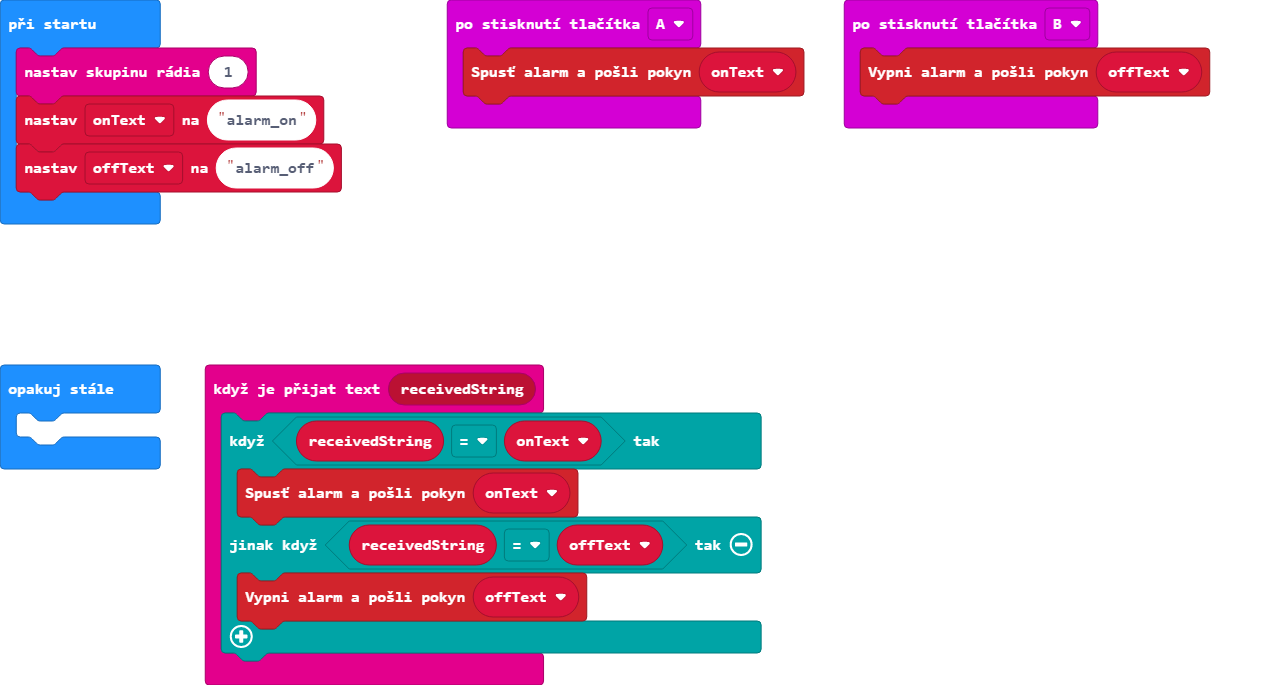 při startu
nastav skupinu rádia 1
nastav onText na "alarm_on"
nastav offText na "alarm_off"
po stisknutí tlačítka A
Spusť alarm a pošli pokyn onText
po stisknutí tlačítka B
Vypni alarm a pošli pokyn offText
opakuj stále
když je přijat text receivedString
když receivedString = onText tak
Spusť alarm a pošli pokyn onText
jinak když receivedString = offText tak
Vypni alarm a pošli pokyn offText